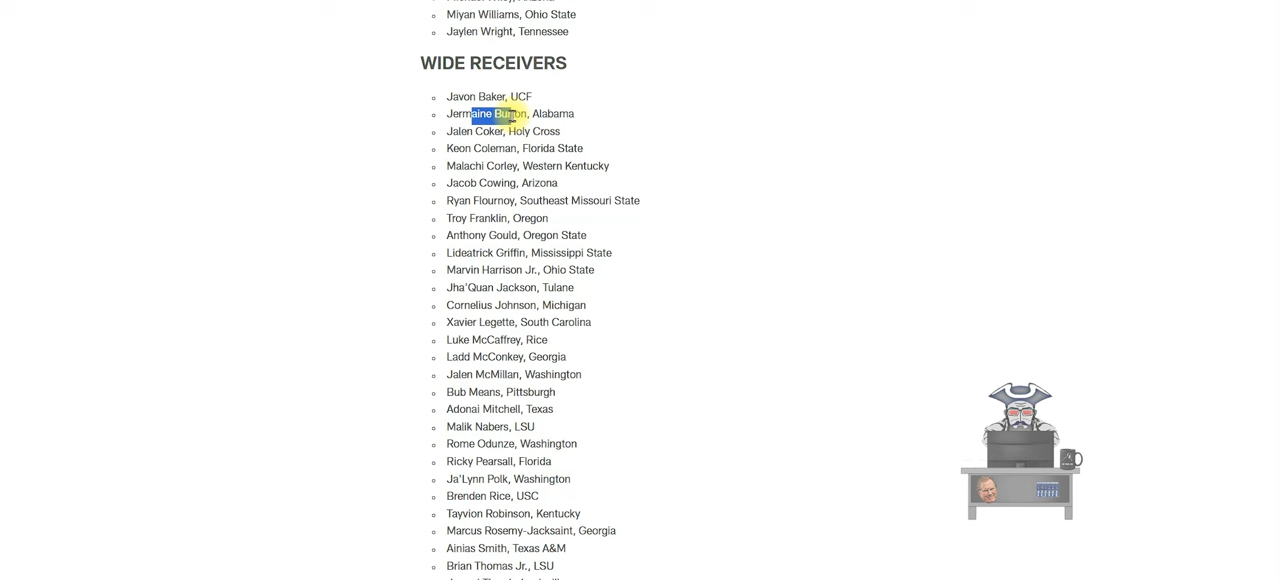 Miyan Williams, Ohio State
Jaylen Wright, Tennessee
WIDE RECEIVERS
Javon Baker, UCF
Jermaine Burton, Alabama
Jalen Coker, Holy Cross
Keon Coleman, Florida State
Malachi Corley, Western Kentucky
Jacob Cowing, Arizona
Ryan Flournoy, Southeast Missouri State
Troy Franklin, Oregon
Anthony Gould, Oregon State
Lideatrick Griffin, Mississippi State
Marvin Harrison Jr., Ohio State
Jha'Quan Jackson, Tulane
Cornelius Johnson, Michigan
Xavier Legette, South Carolina
Luke McCaffrey, Rice
Ladd McConkey, Georgia
Jalen McMillan, Washington
Bub Means, Pittsburgh
Adonai Mitchell, Texas
Malik Nabers, LSU
Rome Odunze, Washington
Ricky Pearsall, Florida
Ja'Lynn Polk, Washington
Brenden Rice, USC
Tayvion Robinson, Kentucky
Marcus Rosemy-Jacksaint, Georgia
Ainias Smith, Texas A&M
Brian Thomas Jr., LSU